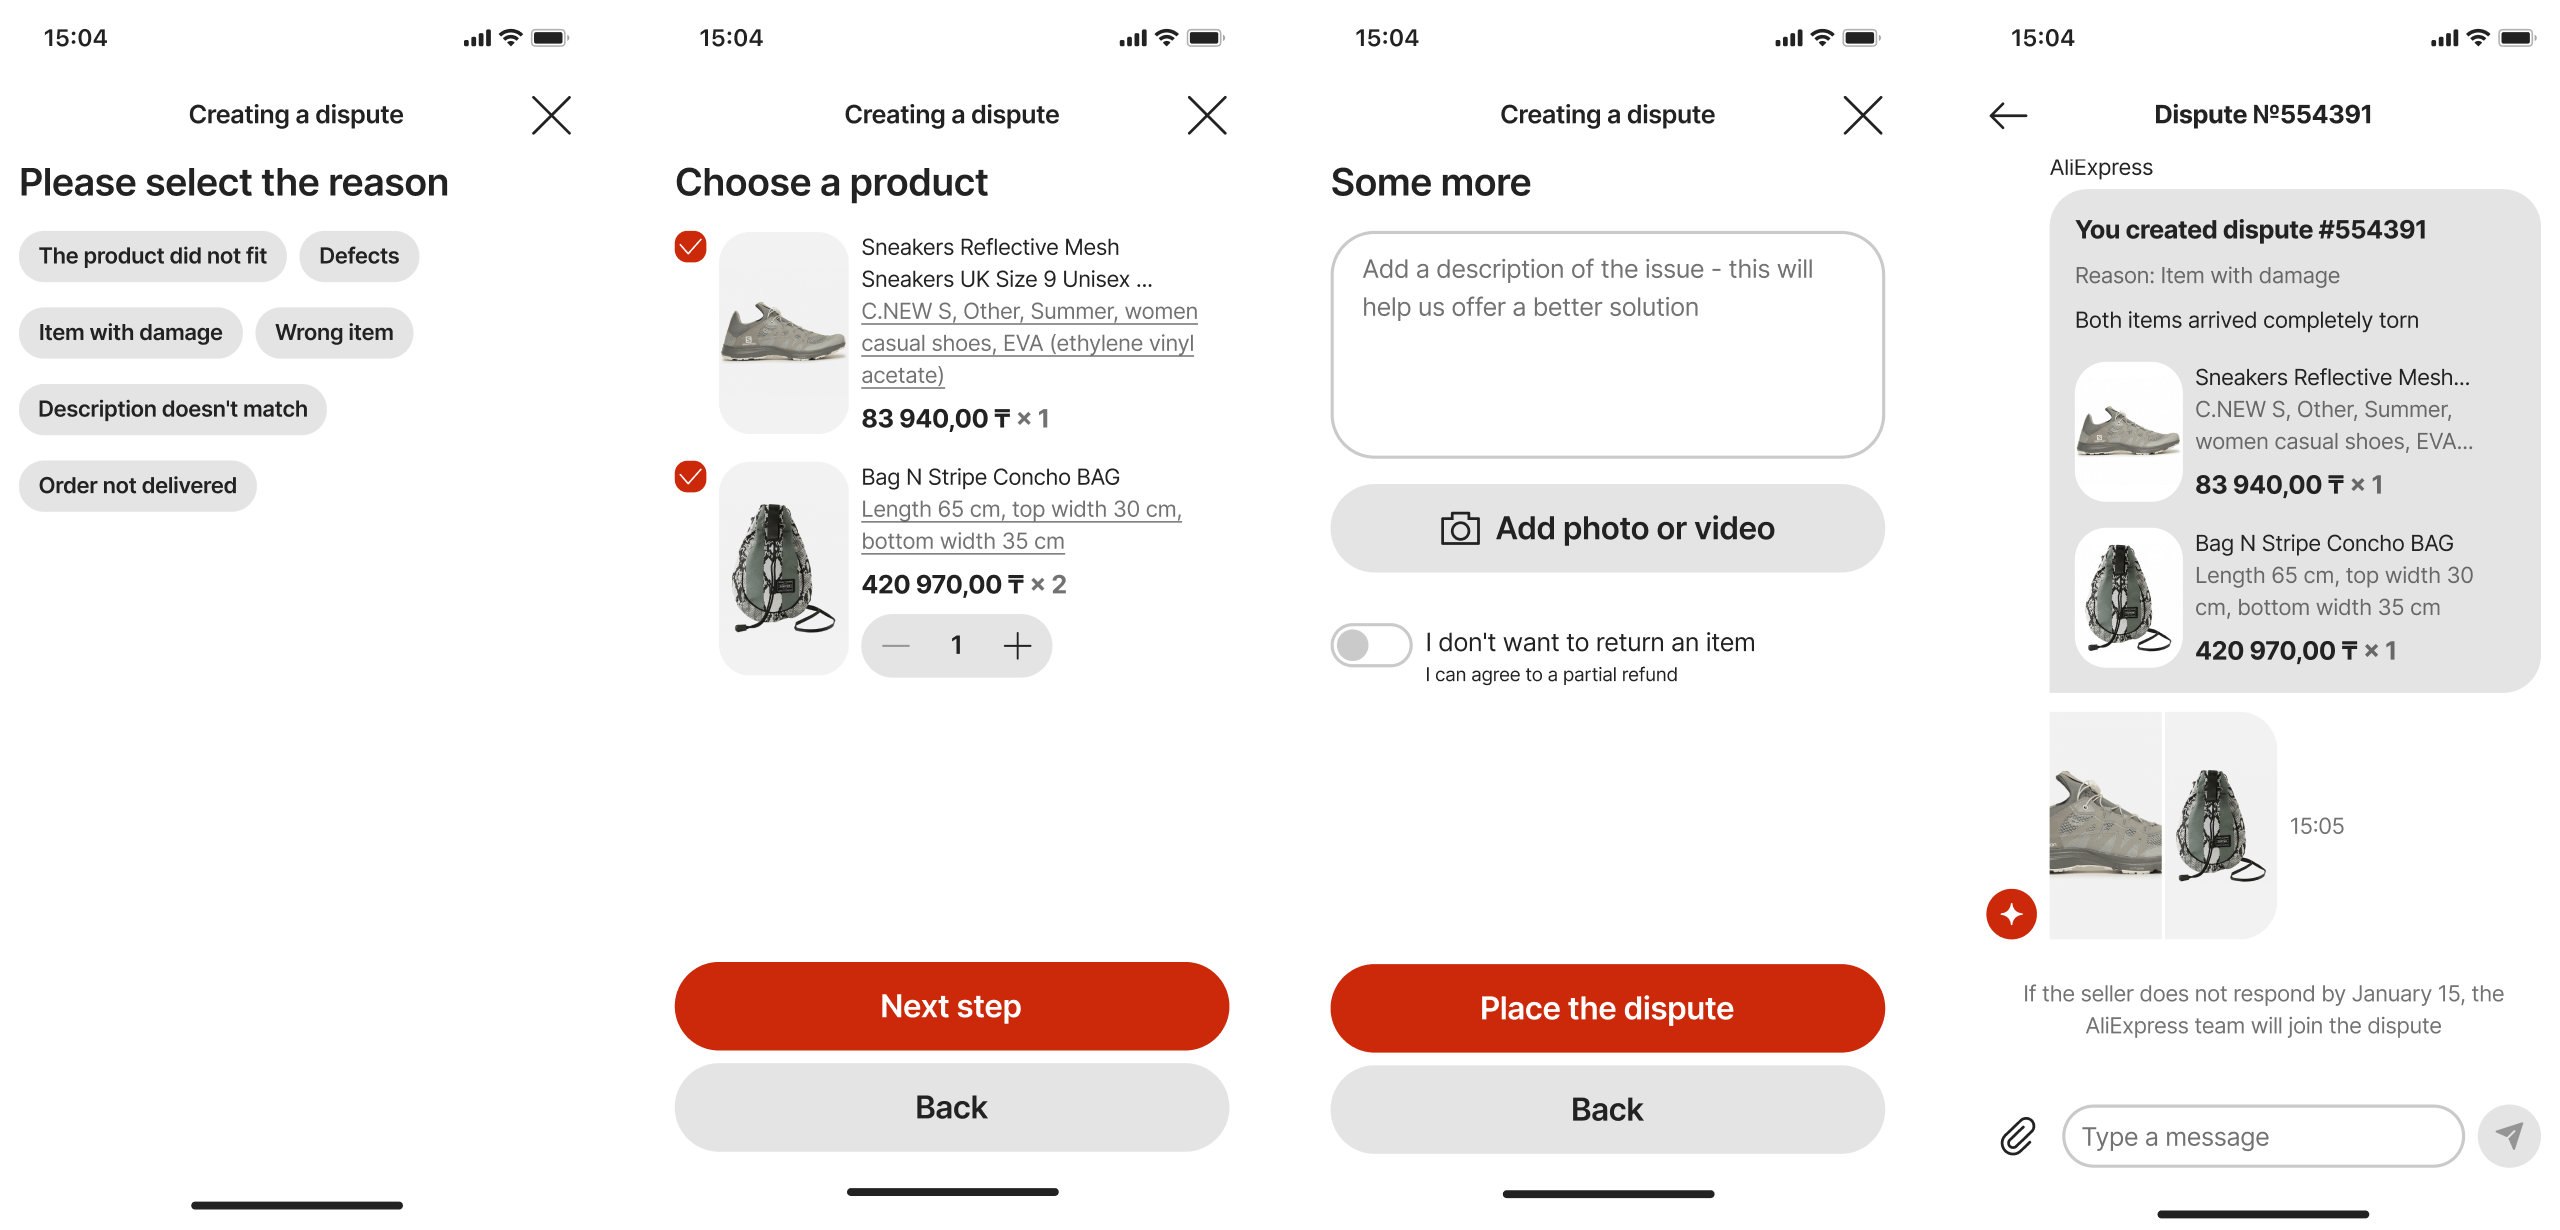 15:04
Creating a dispute
Please select the reason
The product did not fit
Defects
Item with damage
Wrong item
Description doesn't match
Order not delivered
15:04
Creating a dispute
Choose a product
Sneakers Reflective Mesh
Sneakers UK Size 9 Unisex ...
C.NEW S, Other, Summer, women
casual shoes, EVA (ethylene vinyl
acetate)
83 940,00 ₸ × 1
Bag N Stripe Concho BAG
Length 65 cm, top width 30 cm,
bottom width 35 cm
420 970,00 ₸ × 2
— 1 +
Next step
Back
15:04
Creating a dispute
Some more
Add a description of the issue - this will
help us offer a better solution
Add photo or video
I don't want to return an item
I can agree to a partial refund
Place the dispute
Back
15:04
Dispute №554391
AliExpress
You created dispute #554391
Reason: Item with damage
Both items arrived completely torn
Sneakers Reflective Mesh...
C.NEW S, Other, Summer,
women casual shoes, EVA...
83 940,00 ₸ × 1
Bag N Stripe Concho BAG
Length 65 cm, top width 30
cm, bottom width 35 cm
420 970,00 ₸ × 1
15:05
If the seller does not respond by January 15, the
AliExpress team will join the dispute
Type a message